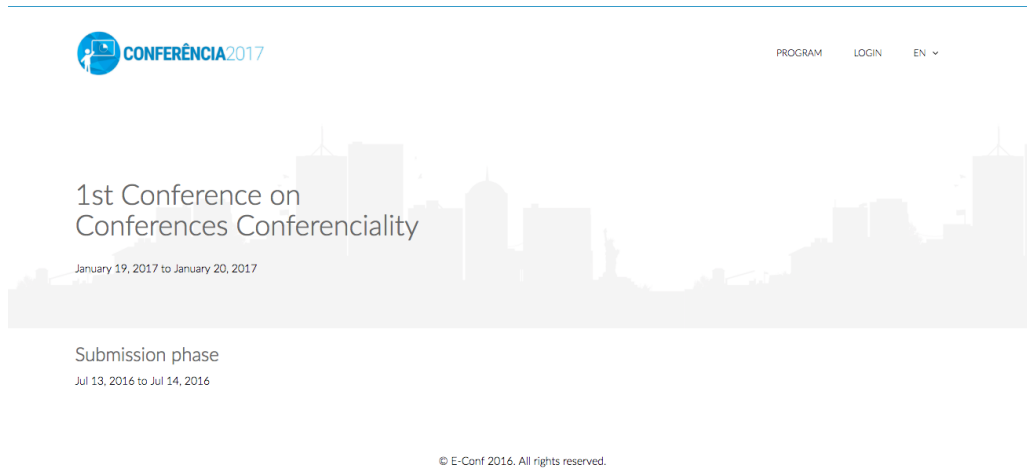 CONFERÊNCIA2017
PROGRAM LOGIN EN
1st Conference on
Conferences Conferenciality
January 19, 2017 to January 20, 2017
Submission phase
Jul 13, 2016 to Jul 14, 2016
© E-Conf 2016. All rights reserved.